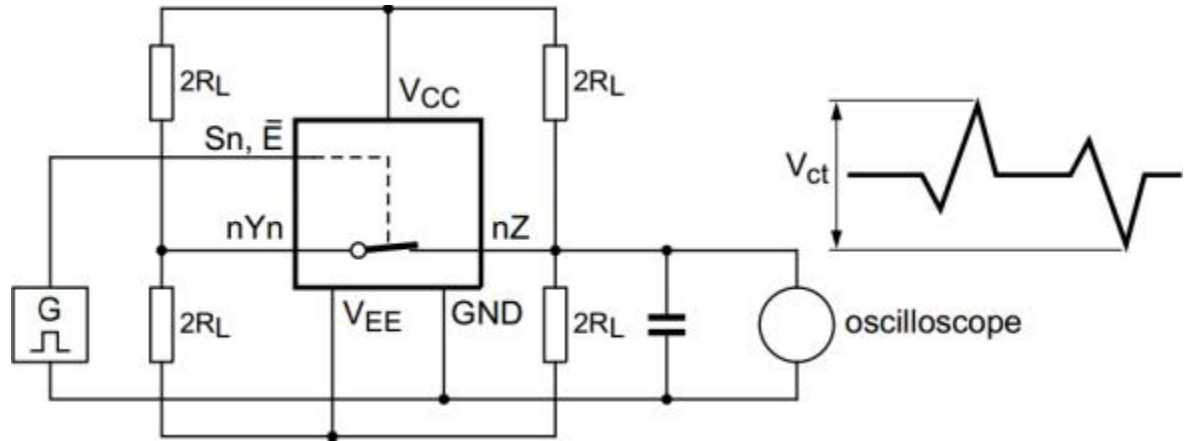 2RL
2RL
VCC
Sn, E̅
Vct
nYn
nZ
G
2RL
VEE
GND
2RL
oscilloscope